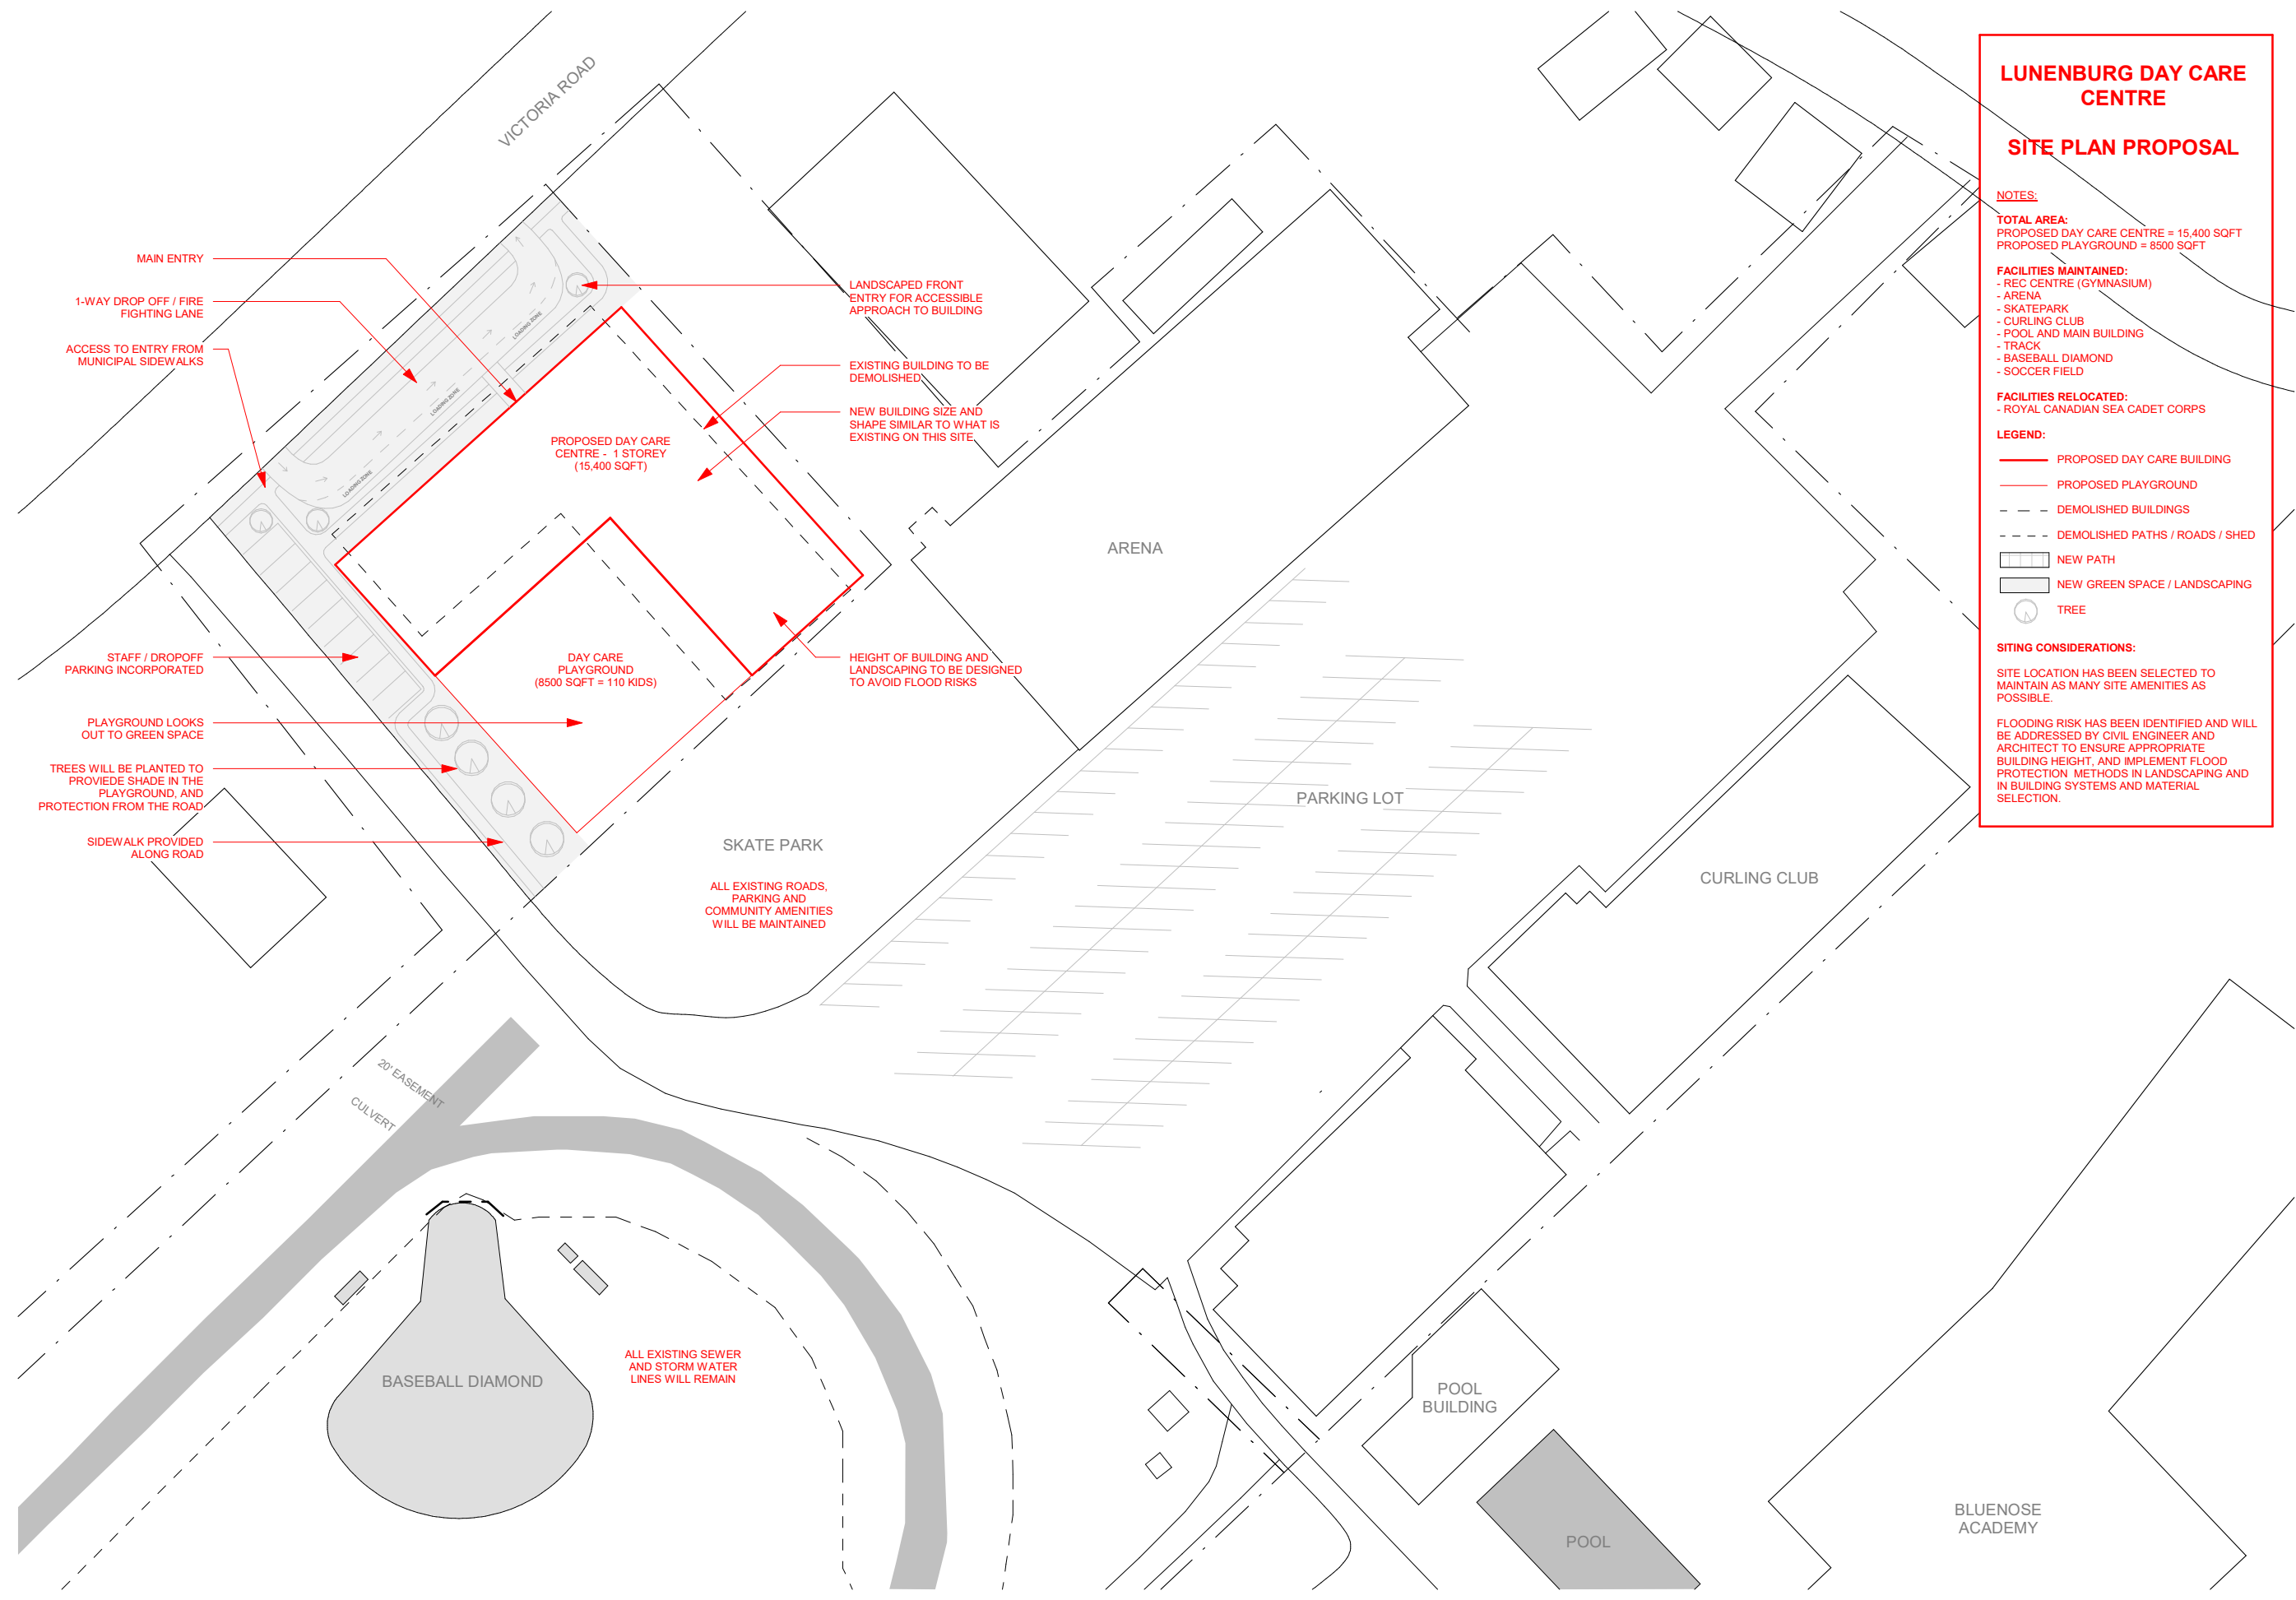 VICTORIA ROAD
MAIN ENTRY
1-WAY DROP OFF / FIRE
FIGHTING LANE
ACCESS TO ENTRY FROM
MUNICIPAL SIDEWALKS
STAFF / DROPOFF
PARKING INCORPORATED
PLAYGROUND LOOKS
OUT TO GREEN SPACE
TREES WILL BE PLANTED TO
PROVIEDE SHADE IN THE
PLAYGROUND, AND
PROTECTION FROM THE ROAD
SIDEWALK PROVIDED
ALONG ROAD
LOADING ZONE
LOADING ZONE
LOADING ZONE
PROPOSED DAY CARE
CENTRE - 1 STOREY
(15,400 SQFT)
DAY CARE
PLAYGROUND
(8500 SQFT = 110 KIDS)
LANDSCAPED FRONT
ENTRY FOR ACCESSIBLE
APPROACH TO BUILDING
EXISTING BUILDING TO BE
DEMOLISHED
NEW BUILDING SIZE AND
SHAPE SIMILAR TO WHAT IS
EXISTING ON THIS SITE
HEIGHT OF BUILDING AND
LANDSCAPING TO BE DESIGNED
TO AVOID FLOOD RISKS
ARENA
PARKING LOT
SKATE PARK
ALL EXISTING ROADS,
PARKING AND
COMMUNITY AMENITIES
WILL BE MAINTAINED
CURLING CLUB
20' EASEMENT
CULVERT
BASEBALL DIAMOND
ALL EXISTING SEWER
AND STORM WATER
LINES WILL REMAIN
POOL
BUILDING
POOL
BLUENOSE
ACADEMY
LUNENBURG DAY CARE
CENTRE
SITE PLAN PROPOSAL
NOTES:
TOTAL AREA:
PROPOSED DAY CARE CENTRE = 15,400 SQFT
PROPOSED PLAYGROUND = 8500 SQFT
FACILITIES MAINTAINED:
- REC CENTRE (GYMNASIUM)
- ARENA
- SKATEPARK
- CURLING CLUB
- POOL AND MAIN BUILDING
- TRACK
- BASEBALL DIAMOND
- SOCCER FIELD
FACILITIES RELOCATED:
- ROYAL CANADIAN SEA CADET CORPS
LEGEND:
PROPOSED DAY CARE BUILDING
PROPOSED PLAYGROUND
DEMOLISHED BUILDINGS
DEMOLISHED PATHS / ROADS / SHED
NEW PATH
NEW GREEN SPACE / LANDSCAPING
TREE
SITING CONSIDERATIONS:
SITE LOCATION HAS BEEN SELECTED TO
MAINTAIN AS MANY SITE AMENITIES AS
POSSIBLE.
FLOODING RISK HAS BEEN IDENTIFIED AND WILL
BE ADDRESSED BY CIVIL ENGINEER AND
ARCHITECT TO ENSURE APPROPRIATE
BUILDING HEIGHT, AND IMPLEMENT FLOOD
PROTECTION METHODS IN LANDSCAPING AND
IN BUILDING SYSTEMS AND MATERIAL
SELECTION.